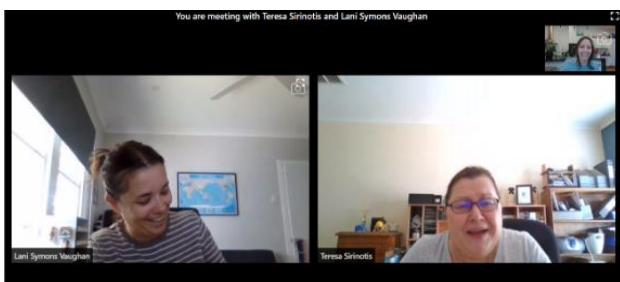 You are meeting with Teresa Sirinotis and Lani Symons Vaughan
Lani Symons Vaughan
Teresa Sirinotis